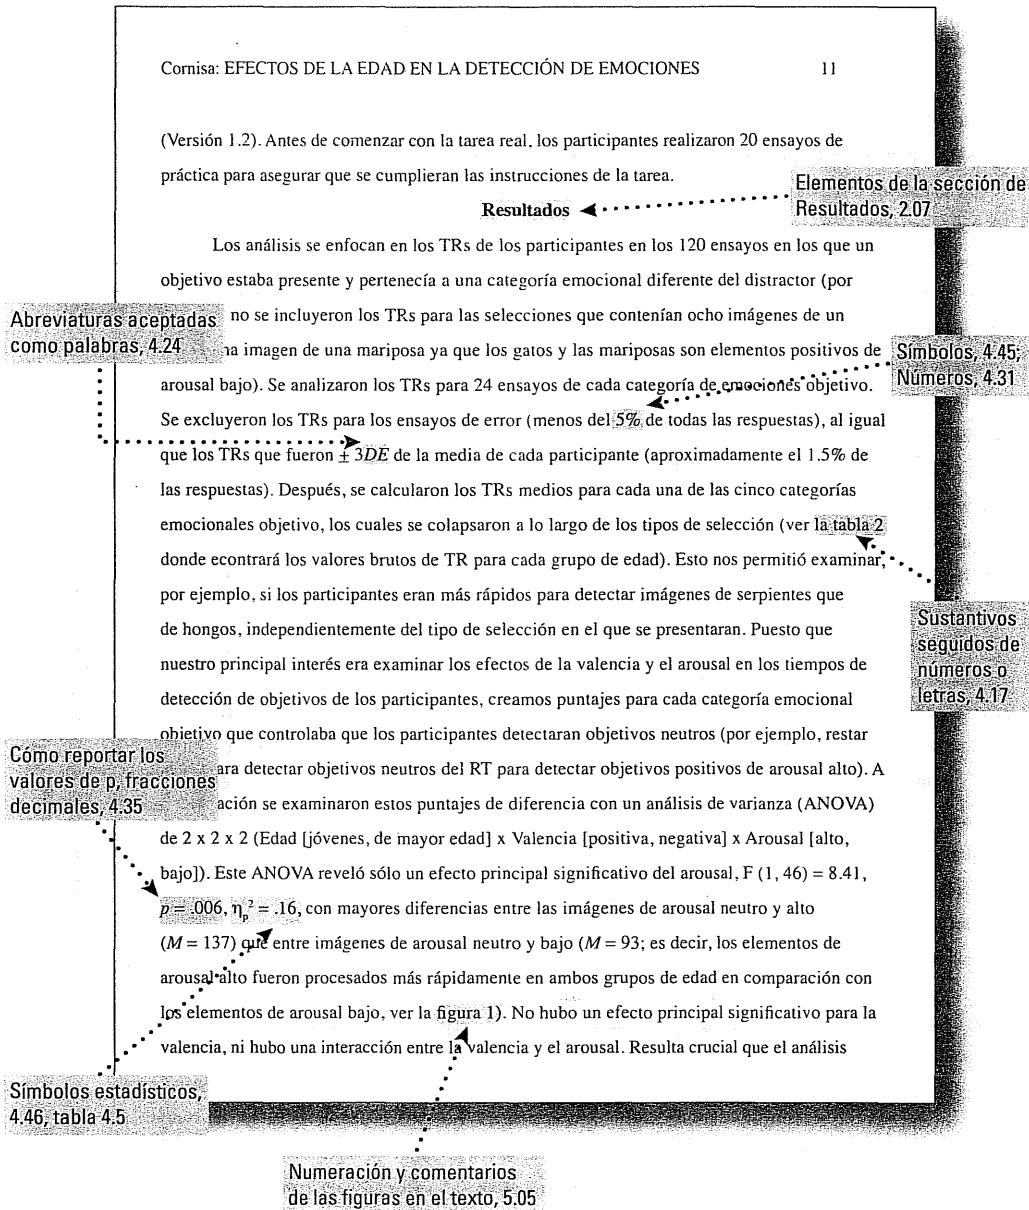 Cornisa: EFECTOS DE LA EDAD EN LA DETECCIÓN DE EMOCIONES 11
(Versión 1.2). Antes de comenzar con la tarea real, los participantes realizaron 20 ensayos de
práctica para asegurar que se cumplieran las instrucciones de la tarea.
Elementos de la sección de
Resultados, 2.07
Resultados
Los análisis se enfocan en los TRs de los participantes en los 120 ensayos en los que un
objetivo estaba presente y pertenecía a una categoría emocional diferente del distractor (por
Abreviaturas aceptadas
como palabras, 4.24
no se incluyeron los TRs para las selecciones que contenían ocho imágenes de un
imagen de una mariposa ya que los gatos y las mariposas son elementos positivos de
Símbolos, 4.45;
Números, 4.31
arousal bajo). Se analizaron los TRs para 24 ensayos de cada categoría de emociones objetivo.
Se excluyeron los TRs para los ensayos de error (menos del 5% de todas las respuestas), al igual
que los TRs que fueron ± 3DE de la media de cada participante (aproximadamente el 1.5% de
las respuestas). Después, se calcularon los TRs medios para cada una de las cinco categorías
emocionales objetivo, los cuales se colapsaron a lo largo de los tipos de selección (ver la tabla 2
donde econtrará los valores brutos de TR para cada grupo de edad). Esto nos permitió examinar,
por ejemplo, si los participantes eran más rápidos para detectar imágenes de serpientes que
de hongos, independientemente del tipo de selección en el que se presentaran. Puesto que
Sustantivos
seguidos de
números o
letras, 4.17
nuestro principal interés era examinar los efectos de la valencia y el arousal en los tiempos de
detección de objetivos de los participantes, creamos puntajes para cada categoría emocional
objetivo que controlaba que los participantes detectaran objetivos neutros (por ejemplo, restar
Cómo reportar los
valores de p, fracciones
decimales, 4.35
ara detectar objetivos neutros del RT para detectar objetivos positivos de arousal alto). A
ación se examinaron estos puntajes de diferencia con un análisis de varianza (ANOVA)
de 2 x 2 x 2 (Edad [jóvenes, de mayor edad] x Valencia [positiva, negativa] x Arousal [alto,
bajo]). Este ANOVA reveló sólo un efecto principal significativo del arousal, F (1, 46) = 8.41,
p = .006, ηp² = .16, con mayores diferencias entre las imágenes de arousal neutro y alto
(M = 137) que entre imágenes de arousal neutro y bajo (M = 93; es decir, los elementos de
arousal alto fueron procesados más rápidamente en ambos grupos de edad en comparación con
los elementos de arousal bajo, ver la figura 1). No hubo un efecto principal significativo para la
valencia, ni hubo una interacción entre la valencia y el arousal. Resulta crucial que el análisis
Símbolos estadísticos,
4.46, tabla 4.5
Numeración y comentarios
de las figuras en el texto, 5.05